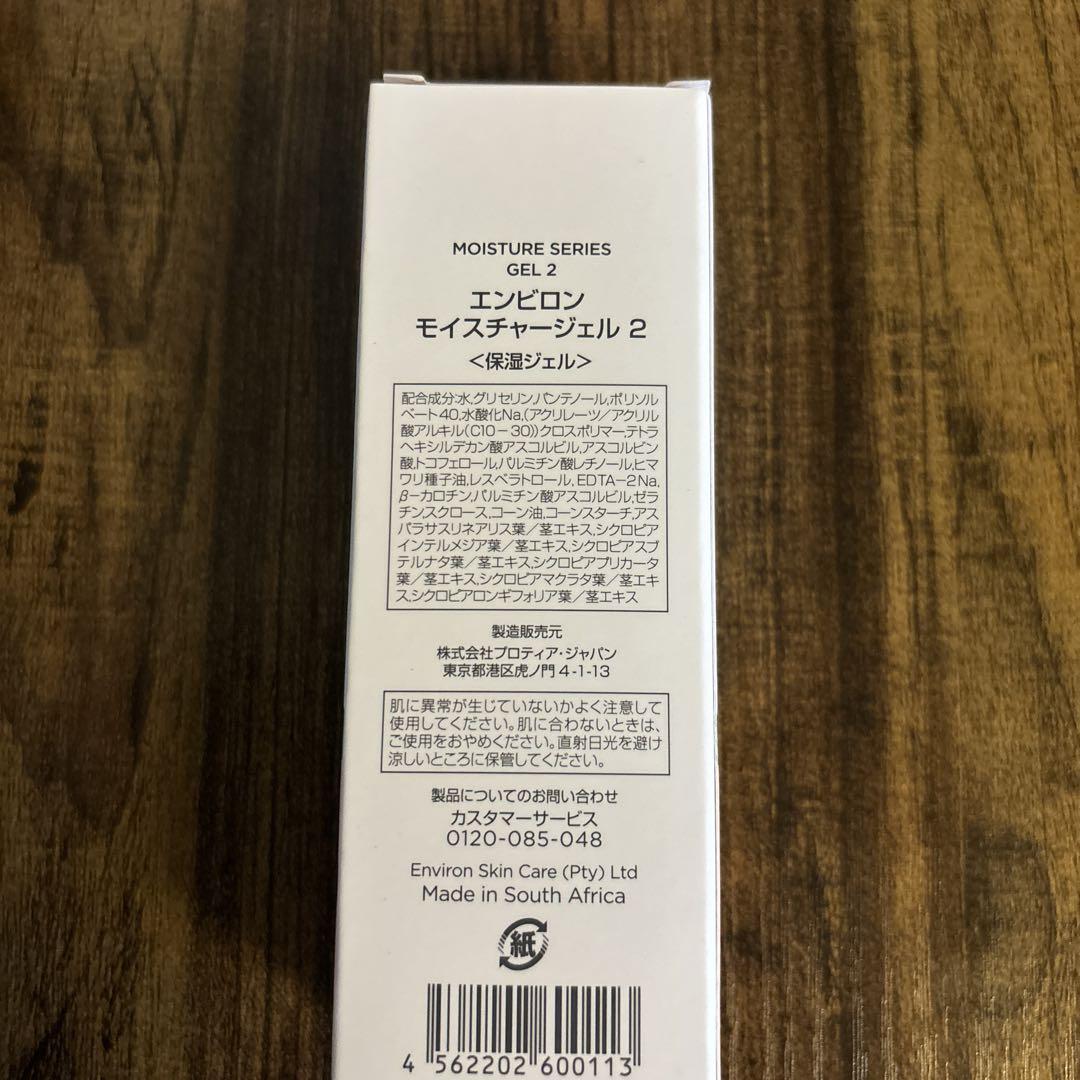 MOISTURE SERIES
GEL 2
エンビロン
モイスチャージェル 2
<保湿ジェル>
配合成分:水,グリセリン,パンテノール,ポリソル
ベート40,水酸化Na,(アクリレーツ/アクリル
酸アルキル(C10-30))クロスポリマー,テトラ
ヘキシルデカン酸アスコルビル,アスコルビン
酸,トコフェロール,パルミチン酸レチノール,ヒマ
ワリ種子油,レスベラトロール,EDTA-2Na,
β-カロチン,パルミチン酸アスコルビル,ゼラ
チン,スクロース,コーン油,コーンスターチ,アス
パラサスリネアリス葉/茎エキス,シクロピア
インテルメジア葉/茎エキス,シクロピアスブ
テルナタ葉/茎エキス,シクロピアプリカータ
葉/茎エキス,シクロピアマクラタ葉/茎エキ
ス,シクロピアロンギフォリア葉/茎エキス
製造販売元
株式会社プロティア・ジャパン
東京都港区虎ノ門4-1-13
肌に異常が生じていないかよく注意して
使用してください。肌に合わないときは、
ご使用をおやめください。直射日光を避け
涼しいところに保管してください。
製品についてのお問い合わせ
カスタマーサービス
0120-085-048
Environ Skin Care (Pty) Ltd
Made in South Africa
紙
4 562202 600113